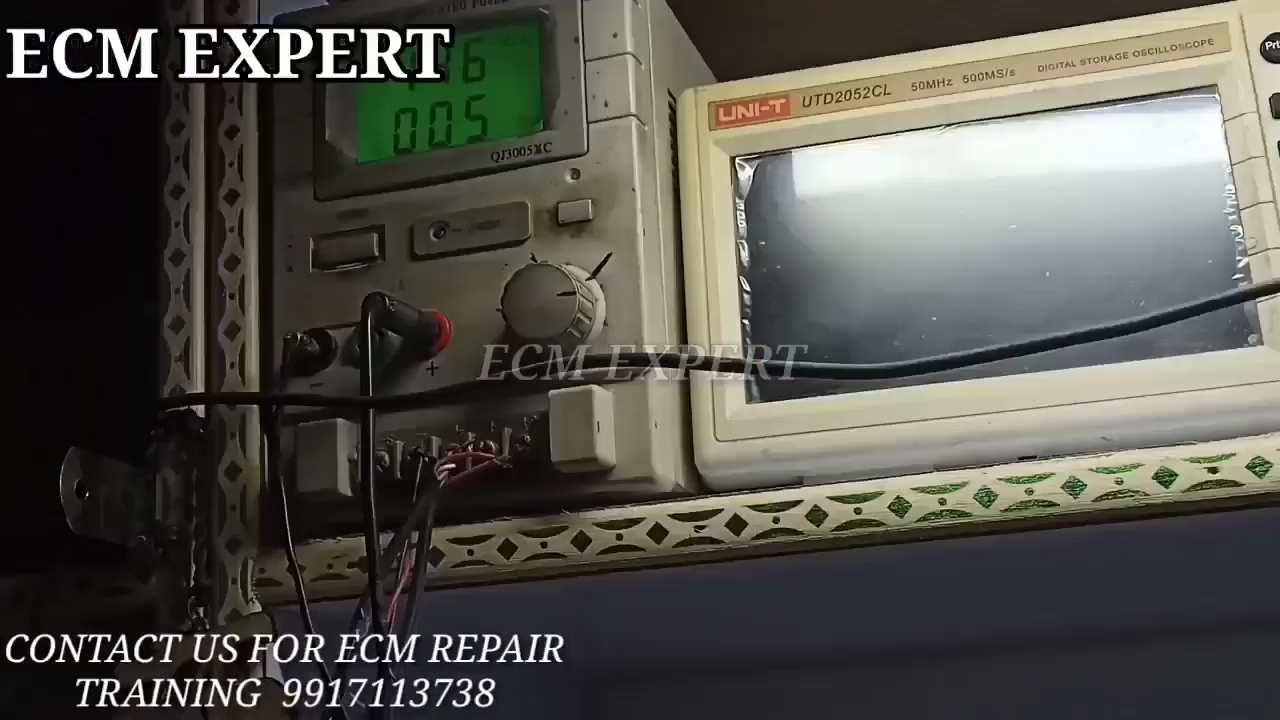 ECM EXPERT
005
QJ3005XC
UNI-T UTD2052CL 50MHz 500MS/s DIGITAL STORAGE OSCILLOSCOPE
ECM EXPERT
+
CONTACT US FOR ECM REPAIR
TRAINING 9917113738